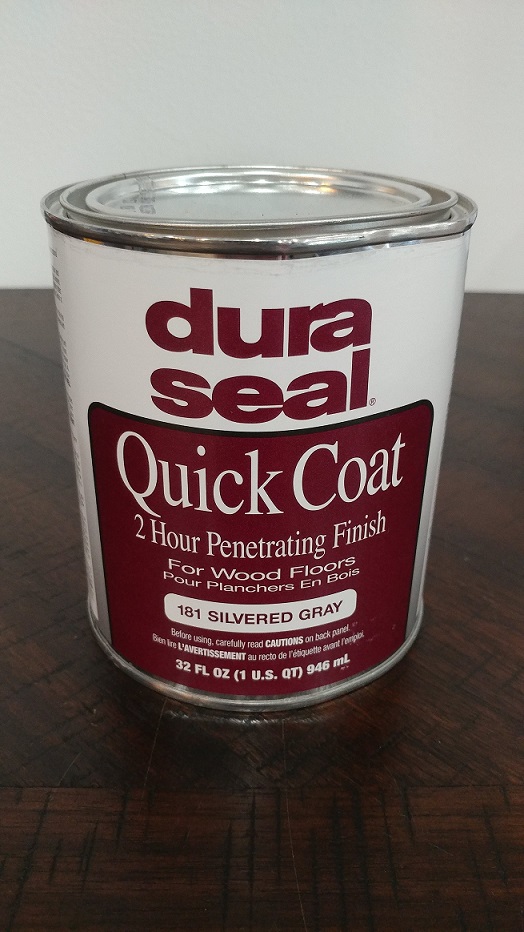 dura
seal®
Quick Coat
2 Hour Penetrating Finish
For Wood Floors
Pour Planchers En Bois
181 SILVERED GRAY
Before using, carefully read CAUTIONS on back panel.
Bien lire L'AVERTISSEMENT au recto de l'étiquette avant l'emploi.
32 FL OZ (1 U.S. QT) 946 mL